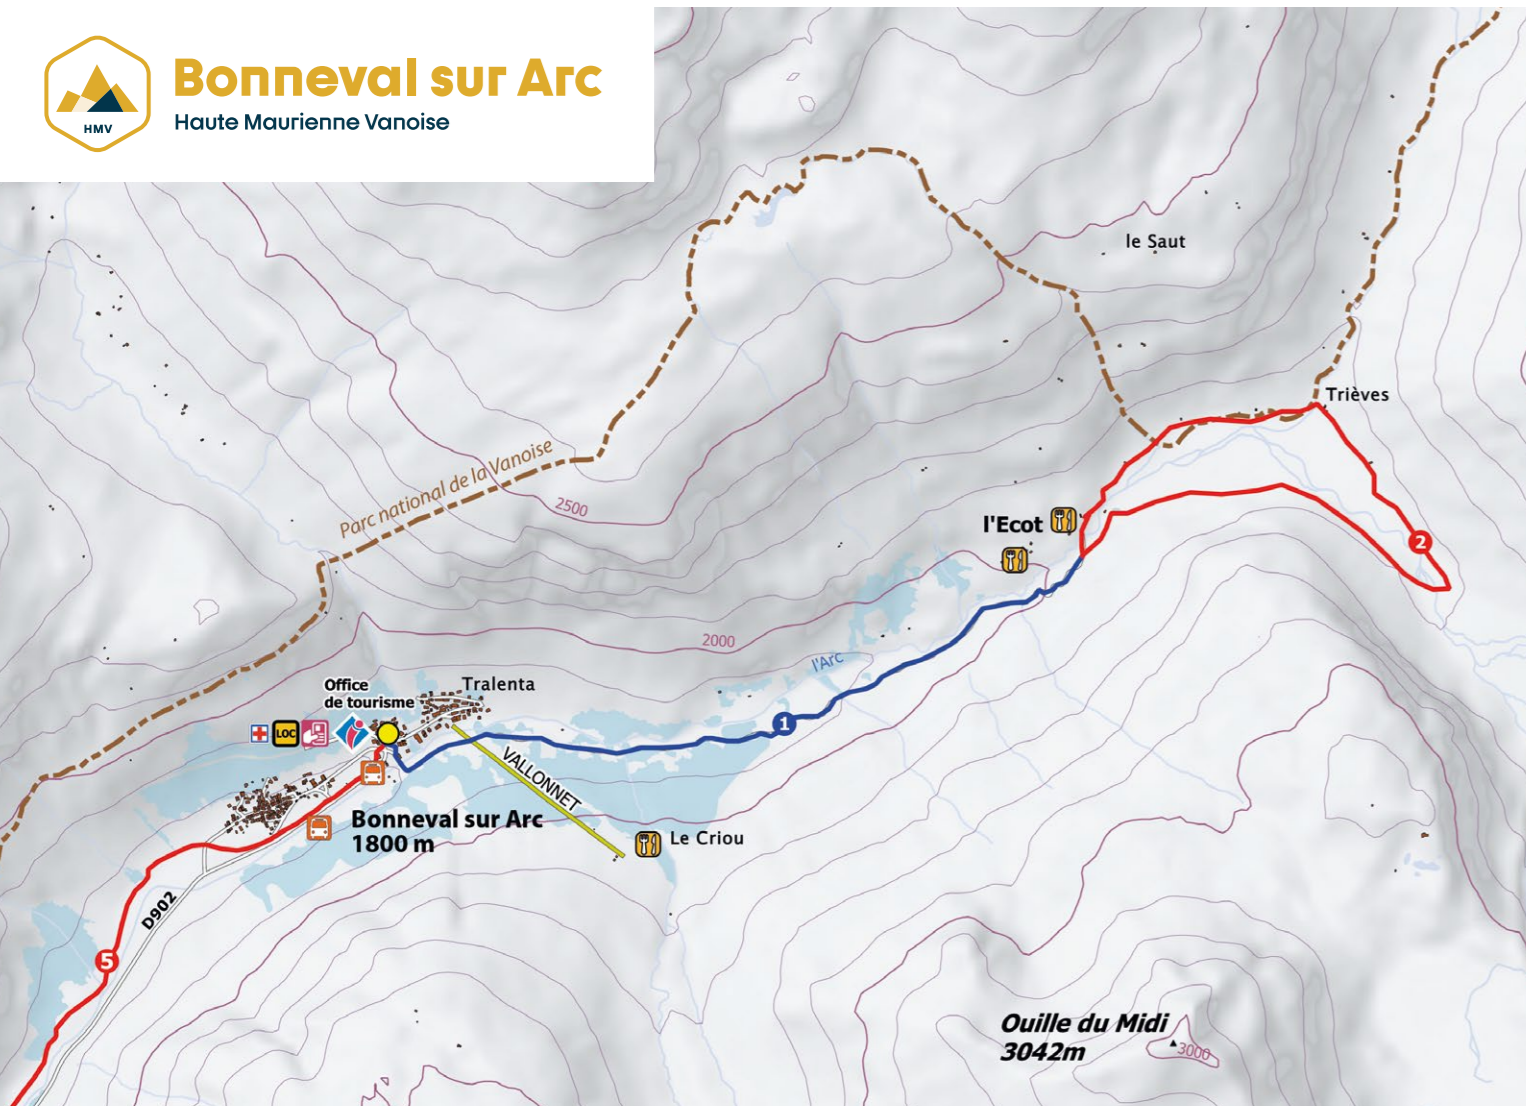 Bonneval sur Arc
Haute Maurienne Vanoise
HMV
le Saut
Trièves
Parc national de la Vanoise
2500
l'Ecot
2
2000
l'Arc
Office
de tourisme
Tralenta
LOC
1
VALLONNET
Bonneval sur Arc
1800 m
Le Criou
D902
5
Ouille du Midi
3042m
3000